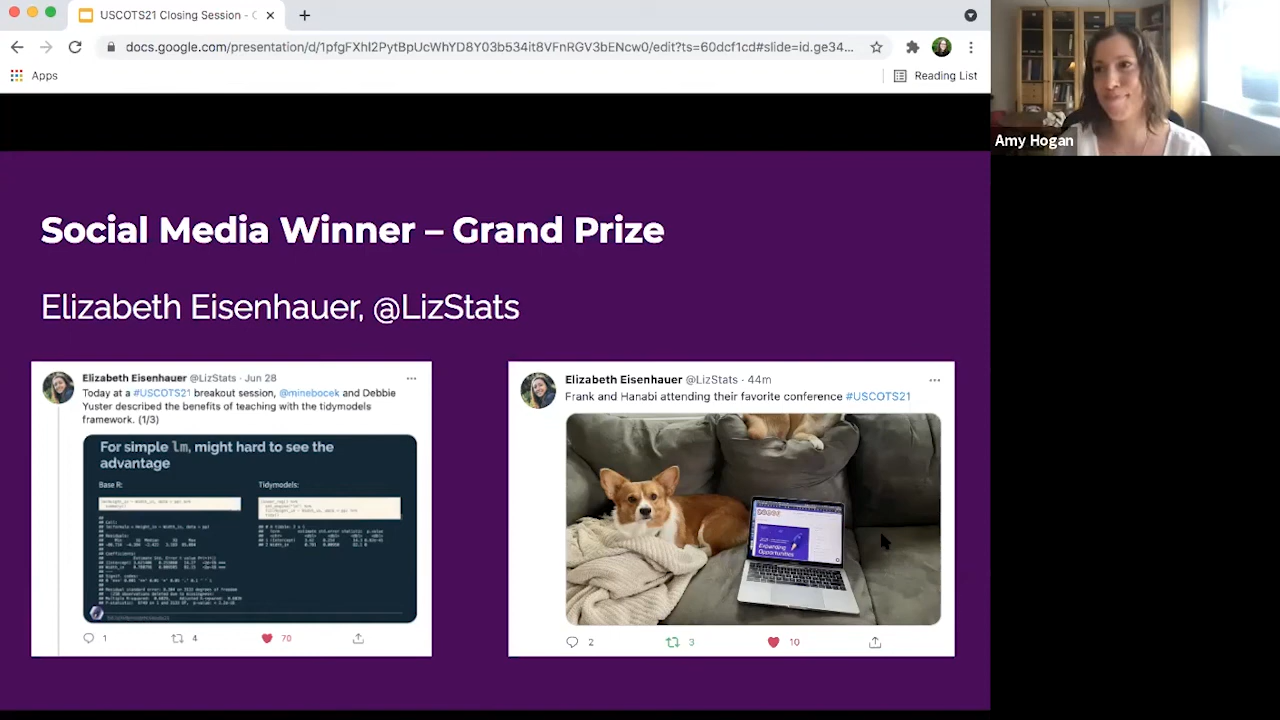 USCOTS21 Closing Session - C
docs.google.com/presentation/d/1pfgFXhI2PytBpUcWhYD8Y03b534it8VFnRGV3bENcw0/edit?ts=60dcf1cd#slide=id.ge34...
Apps
Reading List
Amy Hogan
Social Media Winner – Grand Prize
Elizabeth Eisenhauer, @LizStats
Elizabeth Eisenhauer @LizStats · Jun 28
Today at a #USCOTS21 breakout session, @minebocek and Debbie
Yuster described the benefits of teaching with the tidymodels
framework. (1/3)
For simple lm, might hard to see the
advantage
Base R:
Tidymodels:
1
4
70
Elizabeth Eisenhauer @LizStats · 44m
Frank and Hanabi attending their favorite conference #USCOTS21
Expanding
Opportunities
2
3
10